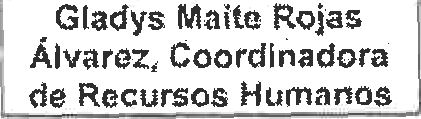 Gladys Maite Rojas
Álvarez, Coordinadora
de Recursos Humanos